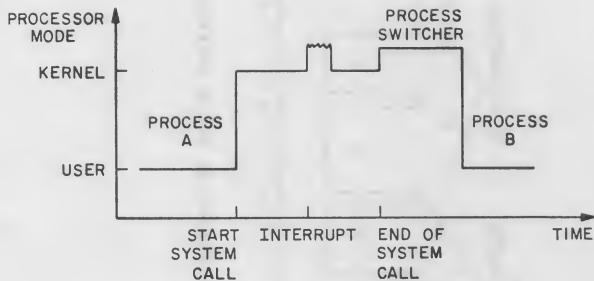 PROCESSOR
MODE
PROCESS
SWITCHER
KERNEL
PROCESS
A
PROCESS
B
USER
START
SYSTEM
CALL
INTERRUPT
END OF
SYSTEM
CALL
TIME